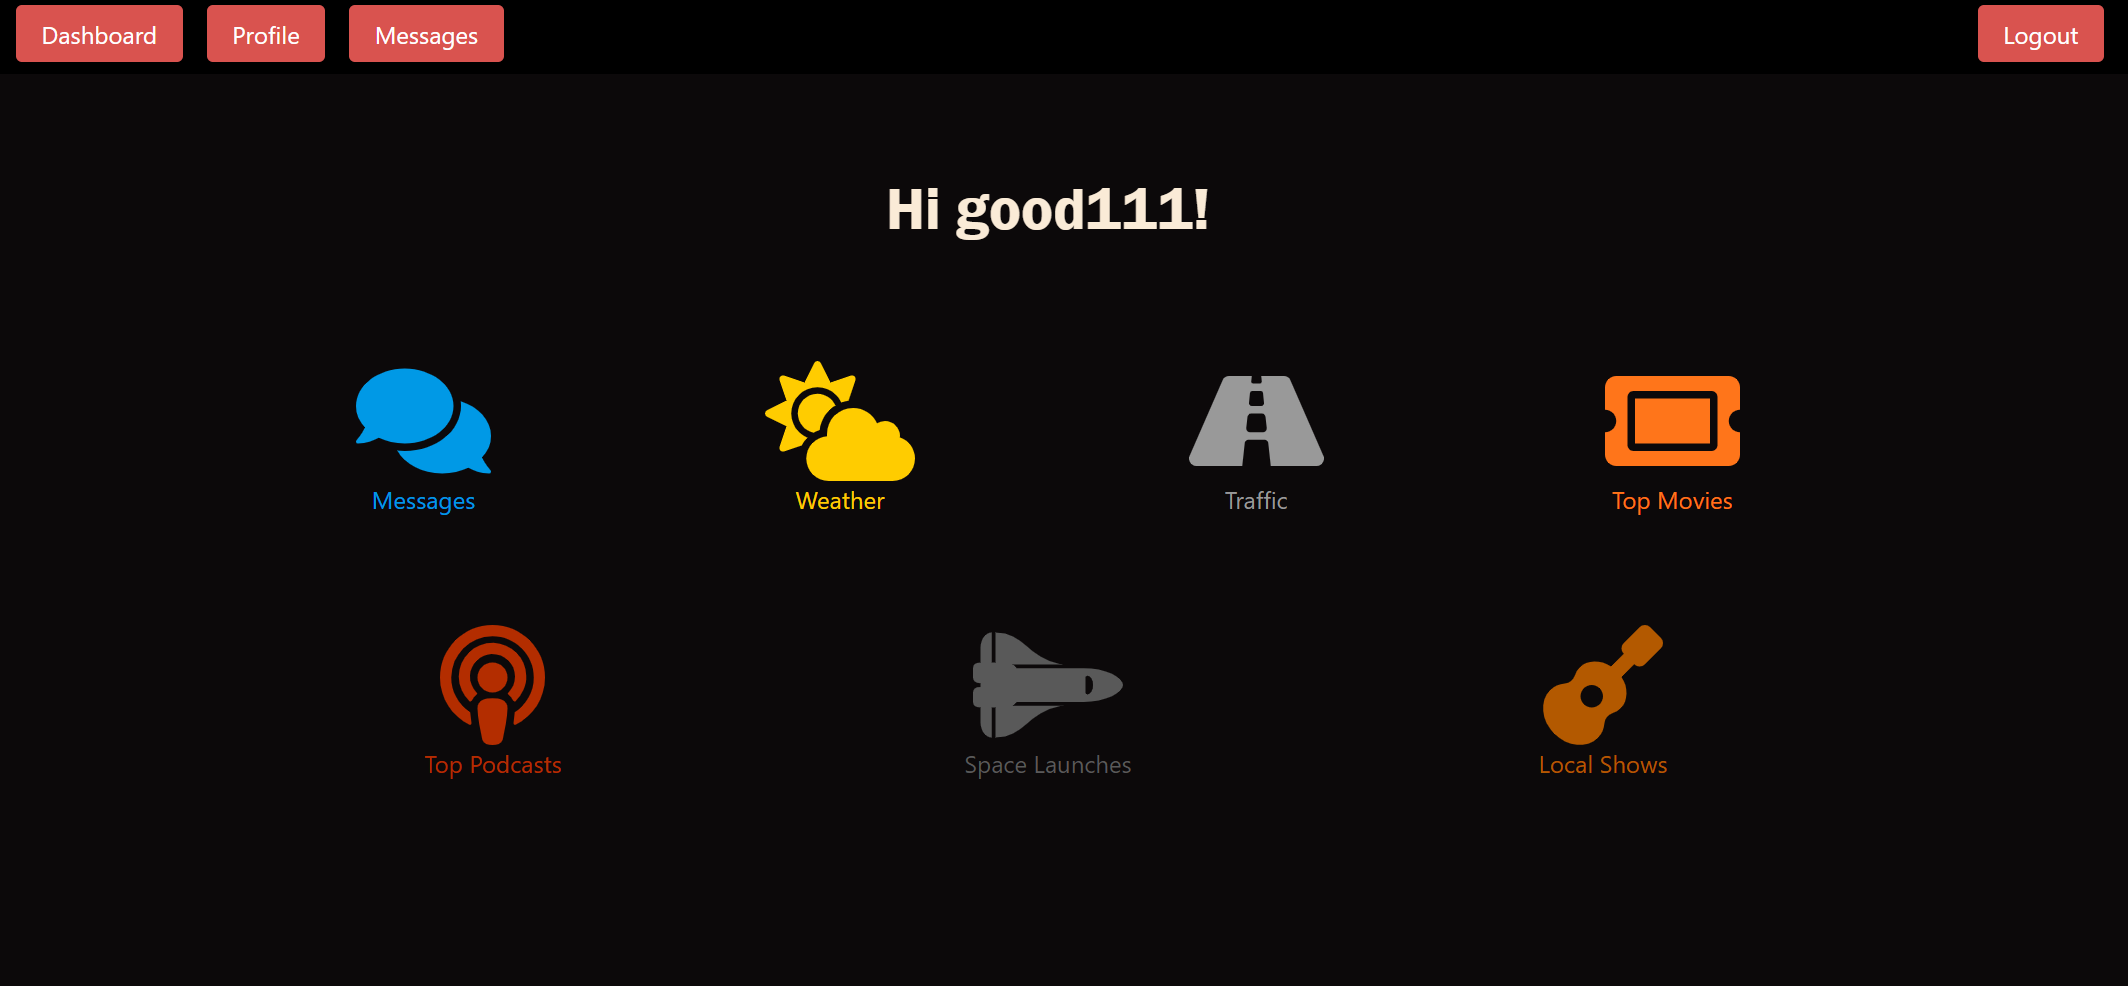 Dashboard Profile Messages Logout
Hi good111!
Messages Weather Traffic Top Movies
Top Podcasts Space Launches Local Shows